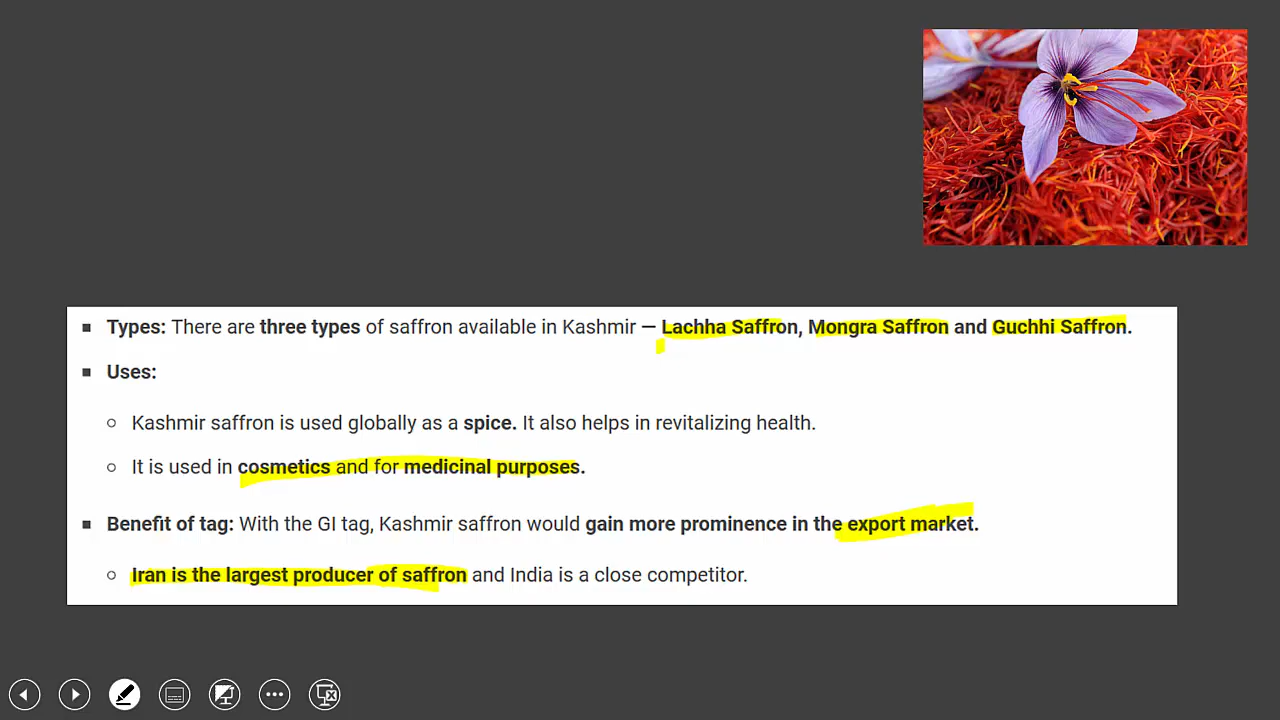 Types: There are three types of saffron available in Kashmir — Lachha Saffron, Mongra Saffron and Guchhi Saffron.
Uses:
Kashmir saffron is used globally as a spice. It also helps in revitalizing health.
It is used in cosmetics and for medicinal purposes.
Benefit of tag: With the GI tag, Kashmir saffron would gain more prominence in the export market.
Iran is the largest producer of saffron and India is a close competitor.